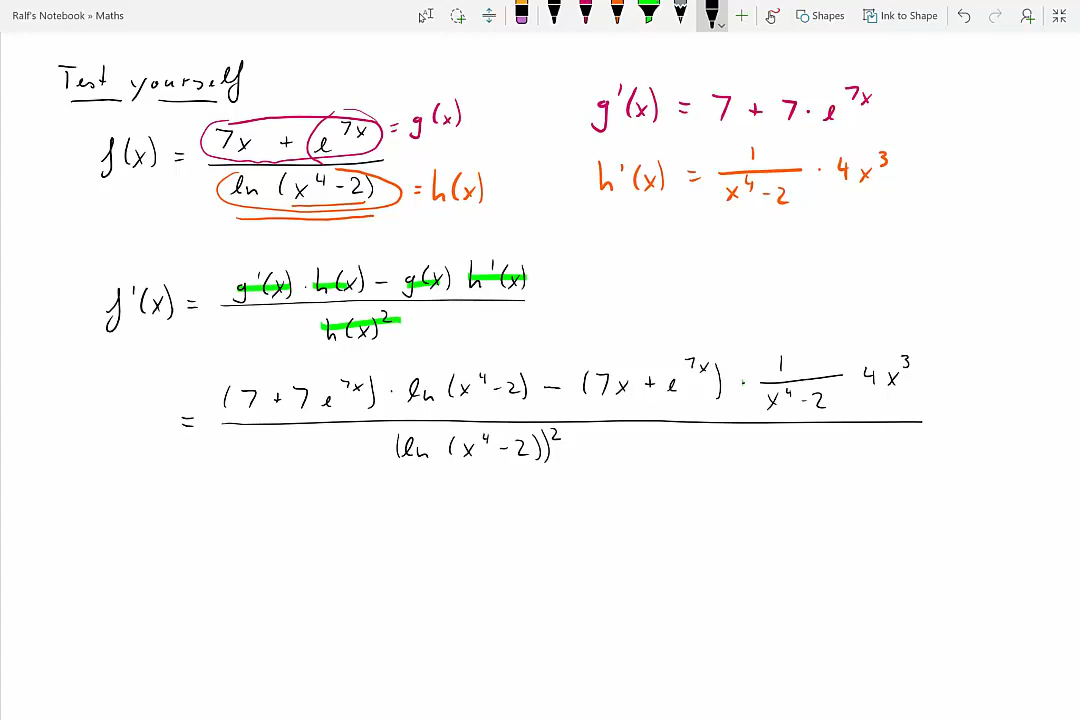 Ralf's Notebook » Maths
Shapes
Ink to Shape
Test yourself
f(x) = (7x + e^7x) / (ln (x^4 - 2))
= g(x)
= h(x)
g'(x) = 7 + 7 · e^7x
h'(x) = 1/(x^4 - 2) · 4x^3
f'(x) = (g'(x) · h(x) - g(x) h'(x)) / h(x)^2
= ((7 + 7 e^7x) · ln (x^4 - 2) - (7x + e^7x) · 1/(x^4 - 2) 4x^3) / (ln (x^4 - 2))^2